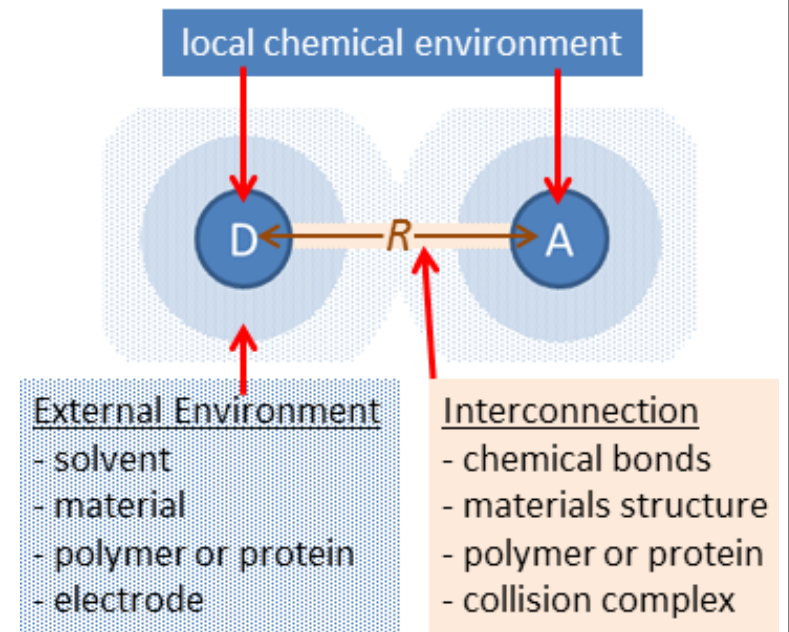 local chemical environment
D
R
A
External Environment
- solvent
- material
- polymer or protein
- electrode
Interconnection
- chemical bonds
- materials structure
- polymer or protein
- collision complex